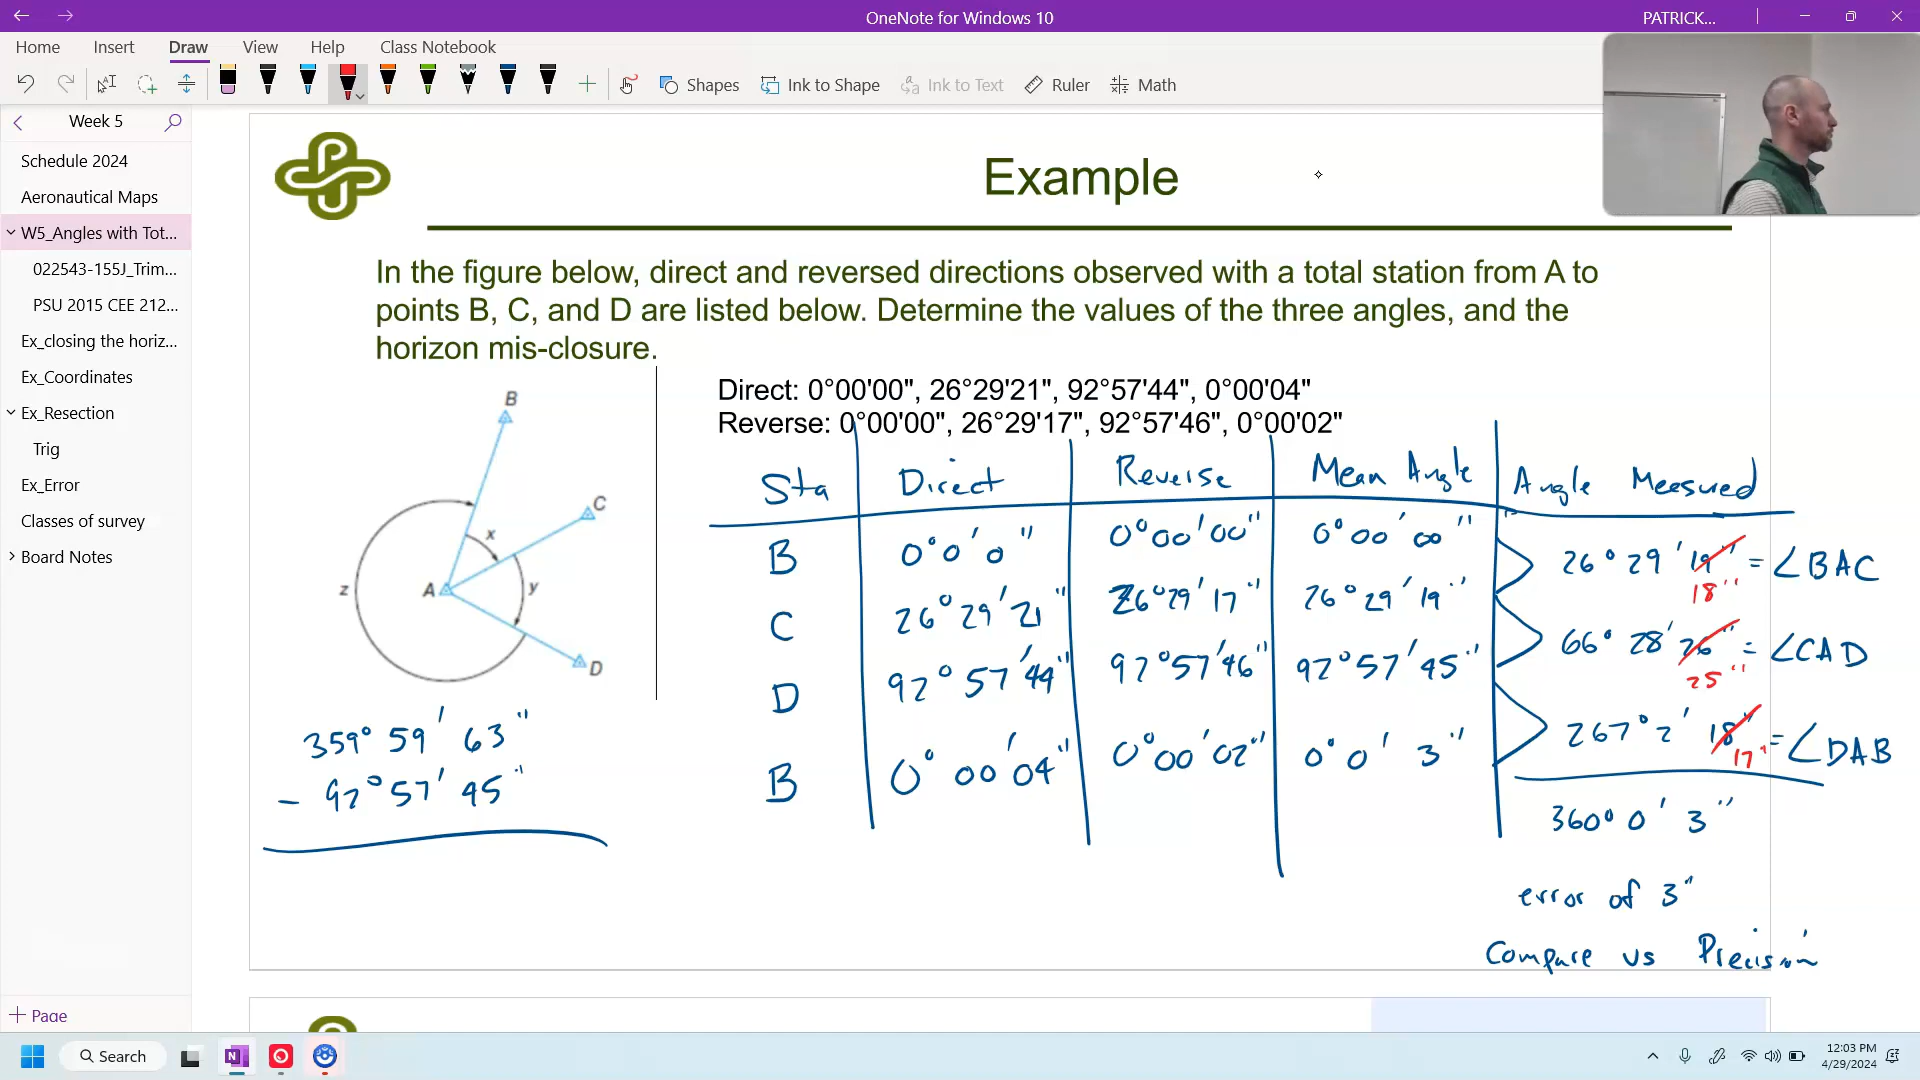 OneNote for Windows 10
PATRICK...
Home Insert Draw View Help Class Notebook
Shapes Ink to Shape Ink to Text Ruler Math
Week 5
Schedule 2024
Aeronautical Maps
W5_Angles with Tot...
022543-155J_Trim...
PSU 2015 CEE 212...
Ex_closing the horiz...
Ex_Coordinates
Ex_Resection
Trig
Ex_Error
Classes of survey
Board Notes
Page
Example
In the figure below, direct and reversed directions observed with a total station from A to
points B, C, and D are listed below. Determine the values of the three angles, and the
horizon mis-closure.
Direct: 0°00'00", 26°29'21", 92°57'44", 0°00'04"
Reverse: 0°00'00", 26°29'17", 92°57'46", 0°00'02"
B
C
x
y
z
A
D
Sta Direct Reverse Mean Angle Angle Measured
B 0°0'0" 0°00'00" 0°00'00"
26°29'19" = ∠BAC
18"
C 26°29'21" 26°29'17" 26°29'19"
66°28'26" = ∠CAD
25"
D 92°57'44" 92°57'46" 92°57'45"
267°2'18" = ∠DAB
17"
B 0°00'04" 0°00'02" 0°0'3"
360°0'3"
error of 3"
Compare vs Precision
359°59'63"
- 92°57'45"
Search
12:03 PM
4/29/2024